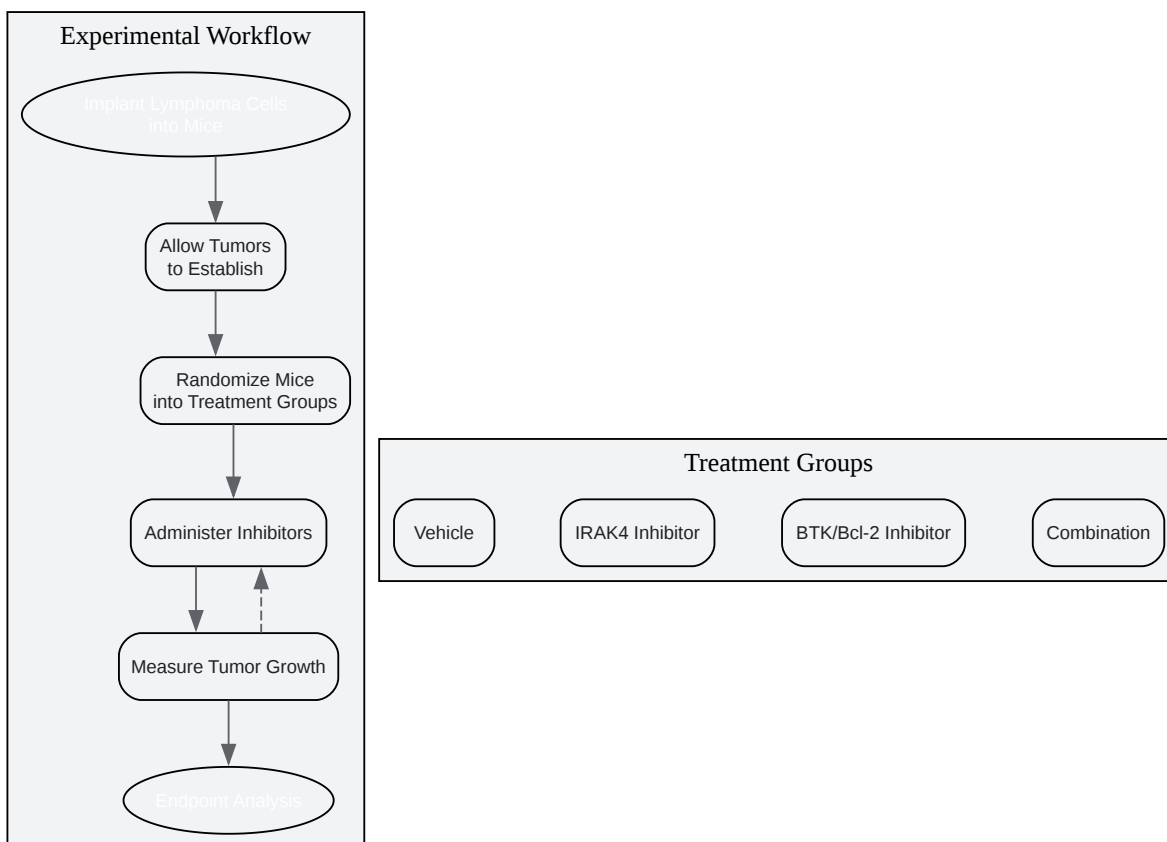 Experimental Workflow
Implant Lymphoma Cells
into Mice
Allow Tumors
to Establish
Randomize Mice
into Treatment Groups
Administer Inhibitors
Measure Tumor Growth
Endpoint Analysis
Treatment Groups
Vehicle
IRAK4 Inhibitor
BTK/Bcl-2 Inhibitor
Combination